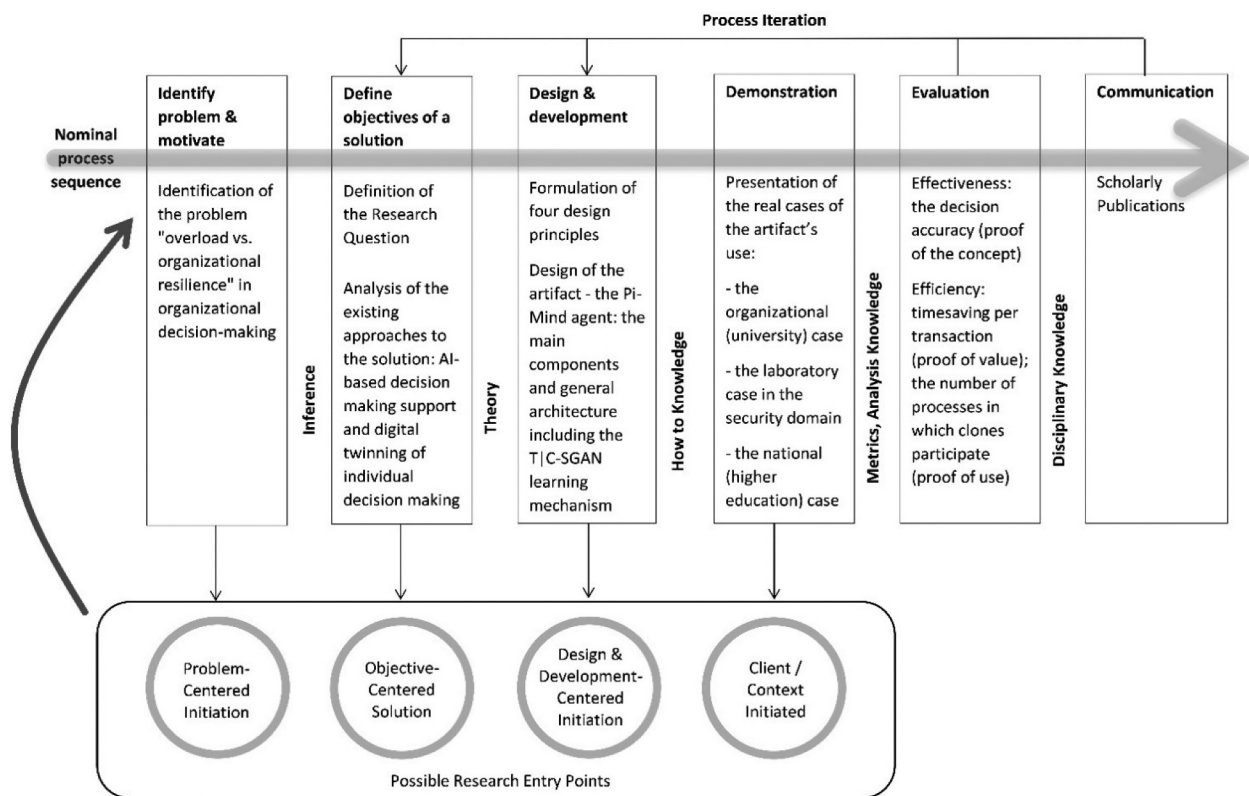 Process Iteration
Nominal
process
sequence
Identify
problem &
motivate
Identification of
the problem
"overload vs.
organizational
resilience" in
organizational
decision-making
Inference
Define
objectives of a
solution
Definition of
the Research
Question
Analysis of the
existing
approaches to
the solution: AI-
based decision
making support
and digital
twinning of
individual
decision making
Theory
Design &
development
Formulation of
four design
principles
Design of the
artifact - the Pi-
Mind agent: the
main
components
and general
architecture
including the
T|C-SGAN
learning
mechanism
How to Knowledge
Demonstration
Presentation of
the real cases of
the artifact’s
use:
- the
organizational
(university) case
- the laboratory
case in the
security domain
- the national
(higher
education) case
Metrics, Analysis Knowledge
Evaluation
Effectiveness:
the decision
accuracy (proof
of the concept)
Efficiency:
timesaving per
transaction
(proof of value);
the number of
processes in
which clones
participate
(proof of use)
Disciplinary Knowledge
Communication
Scholarly
Publications
Problem-
Centered
Initiation
Objective-
Centered
Solution
Design &
Development-
Centered
Initiation
Client /
Context
Initiated
Possible Research Entry Points